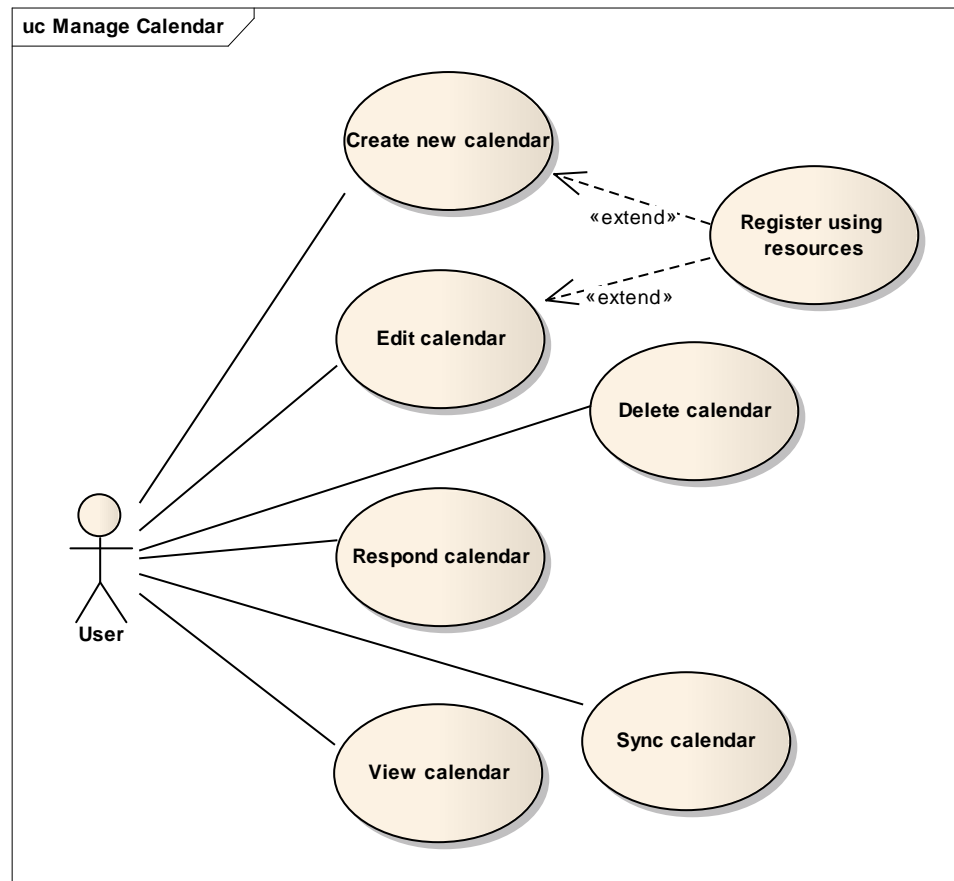 uc Manage Calendar
Create new calendar
«extend»
Register using
resources
«extend»
Edit calendar
Delete calendar
Respond calendar
User
Sync calendar
View calendar